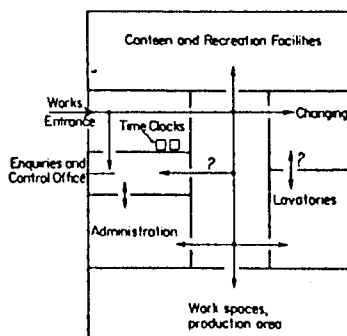 Canteen and Recreation Facilities
Works
Entrance
Changing
Time Clocks
?
?
Enquiries and
Control Office
Lavatories
Administration
Work spaces,
production area